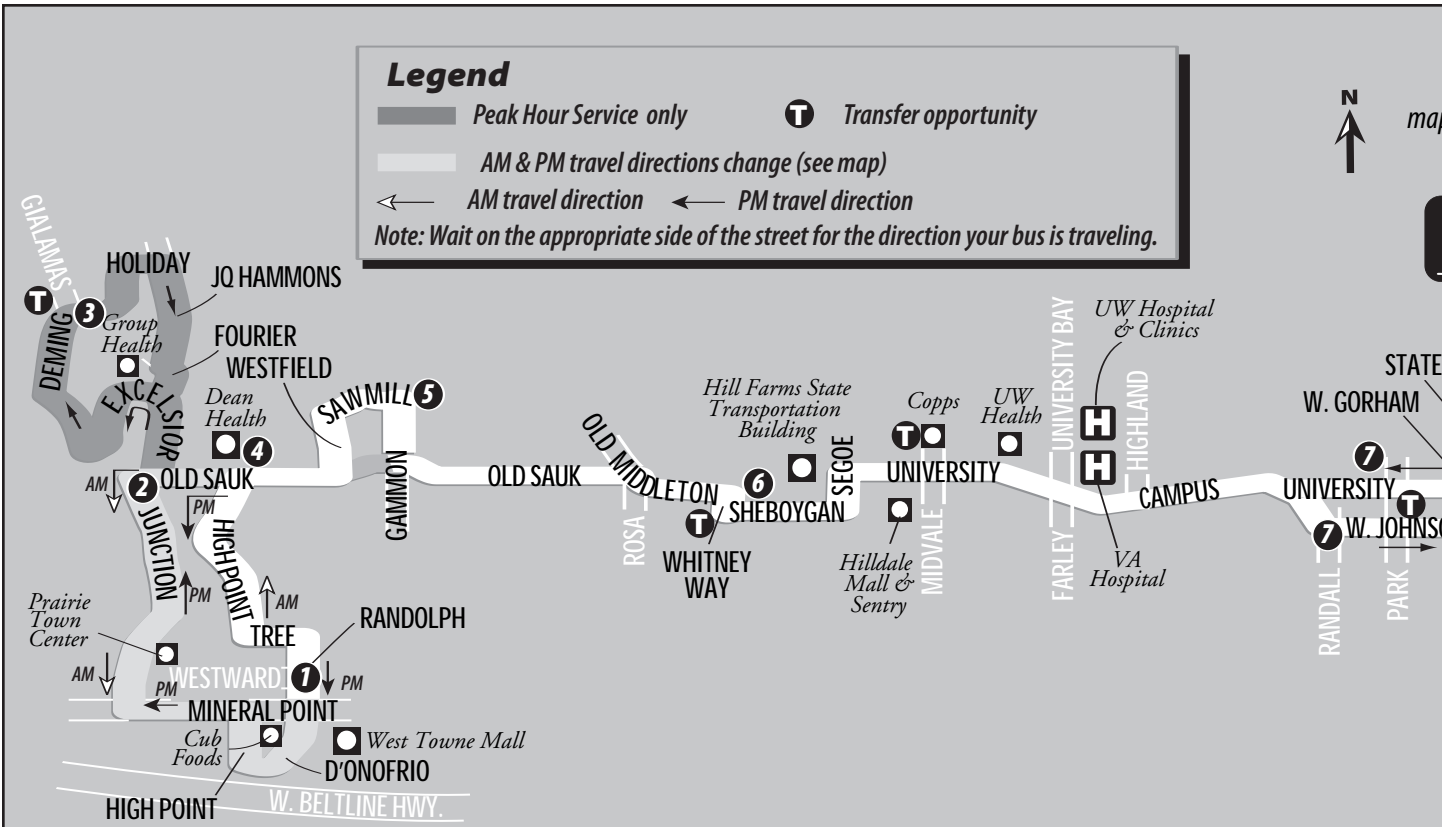 Legend
Peak Hour Service only
T Transfer opportunity
AM & PM travel directions change (see map)
AM travel direction
PM travel direction
Note: Wait on the appropriate side of the street for the direction your bus is traveling.
N
map
GIALAMAS
HOLIDAY
JQ HAMMONS
T
3
DEMING
Group
Health
FOURIER
WESTFIELD
EXCELSIOR
Dean
Health
4
SAWMILL
5
AM
2
OLD SAUK
PM
JUNCTION
HIGH POINT
PM
AM
GAMMON
OLD SAUK
OLD MIDDLETON
ROSA
T
WHITNEY
WAY
6
SHEBOYGAN
Hill Farms State
Transportation
Building
SEGOE
Copps
T
UW
Health
UNIVERSITY
Hilldale
Mall &
Sentry
MIDVALE
FARLEY
UNIVERSITY BAY
UW Hospital
& Clinics
H
H
HIGHLAND
VA
Hospital
CAMPUS
STATE
W. GORHAM
7
UNIVERSITY
T
7
W. JOHNSO
RANDALL
PARK
Prairie
Town
Center
TREE
RANDOLPH
AM
WESTWARD
1
PM
PM
MINERAL POINT
Cub
Foods
West Towne Mall
D'ONOFRIO
HIGH POINT
W. BELTLINE HWY.